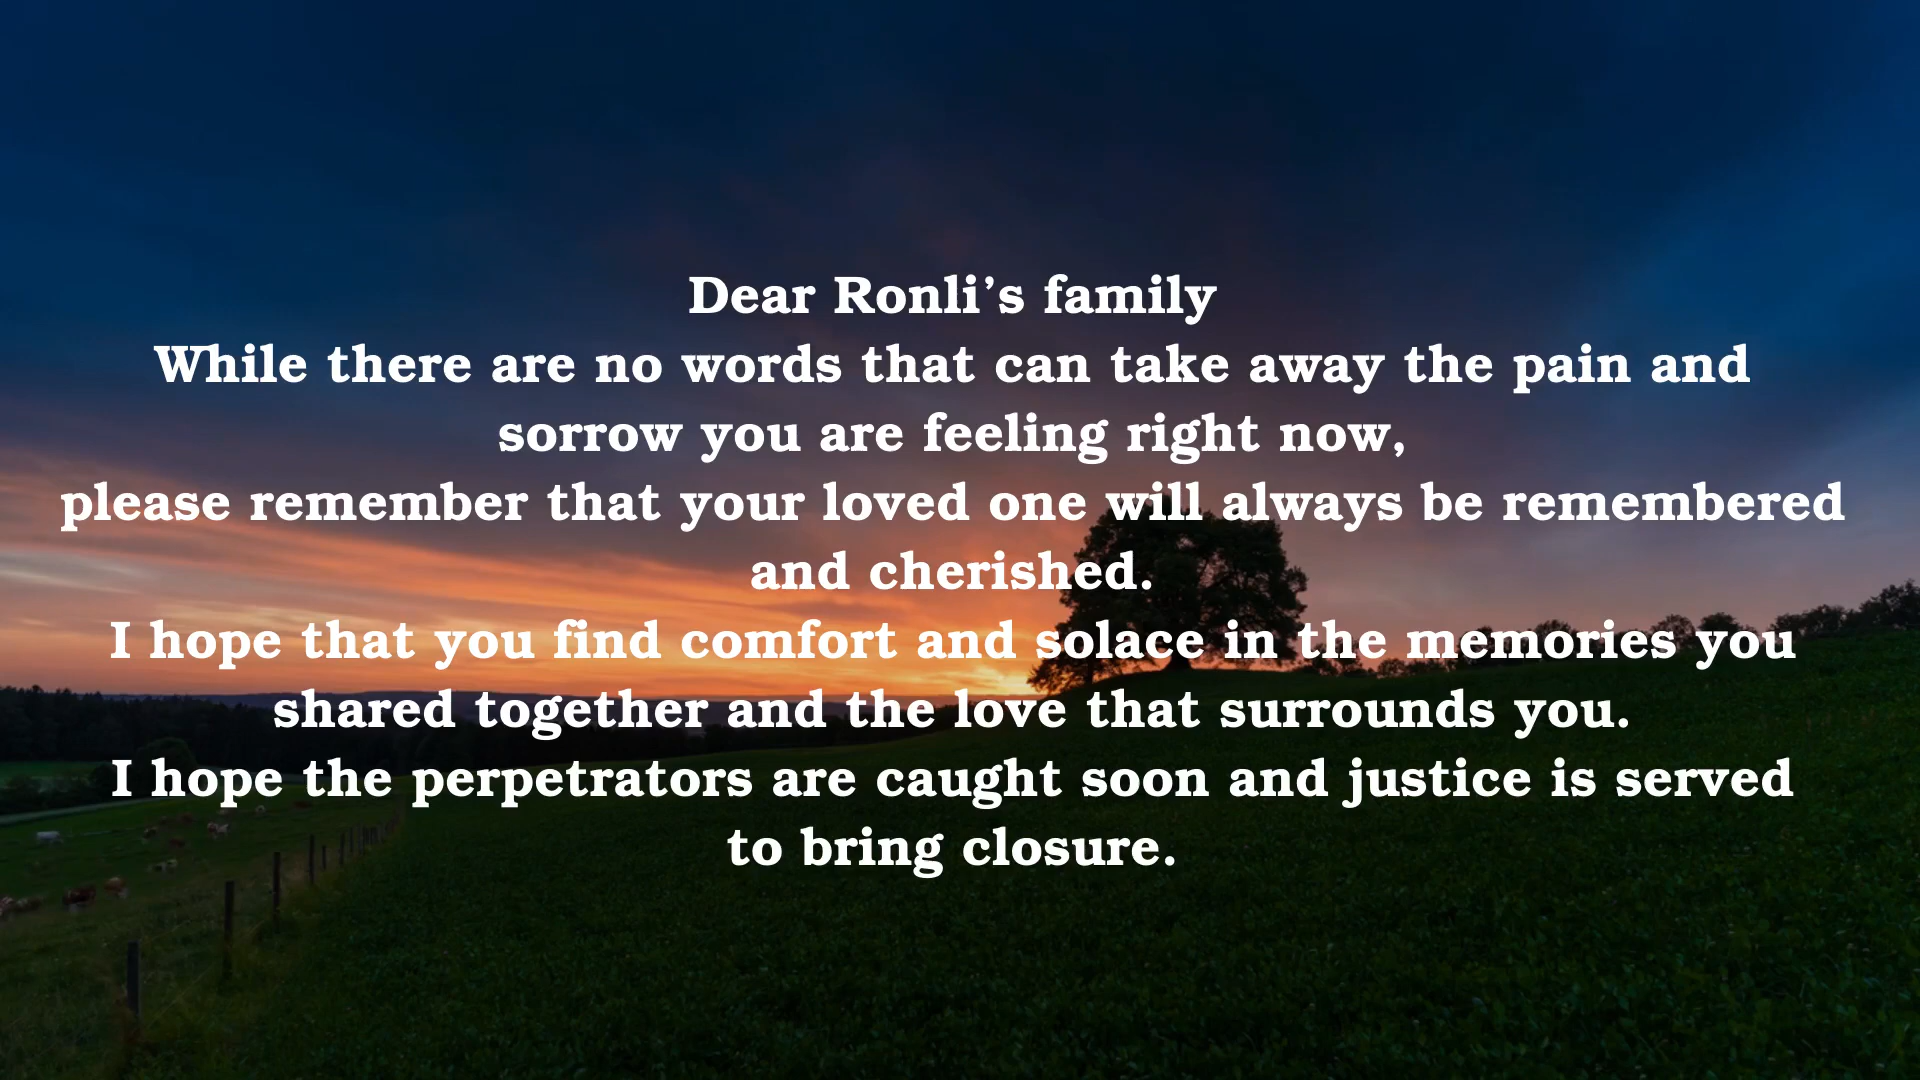 Dear Ronli’s family
While there are no words that can take away the pain and
sorrow you are feeling right now,
please remember that your loved one will always be remembered
and cherished.
I hope that you find comfort and solace in the memories you
shared together and the love that surrounds you.
I hope the perpetrators are caught soon and justice is served
to bring closure.